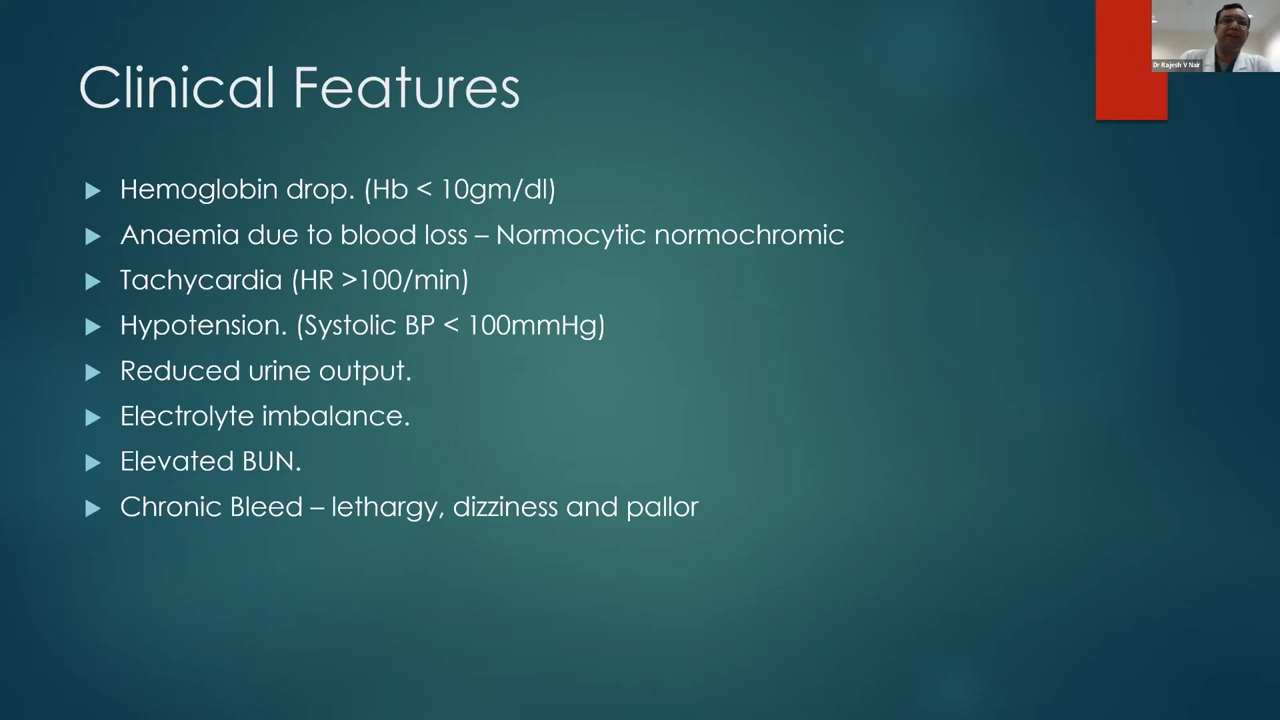 Clinical Features
Dr Rajesh V Nair
Hemoglobin drop. (Hb < 10gm/dl)
Anaemia due to blood loss – Normocytic normochromic
Tachycardia (HR >100/min)
Hypotension. (Systolic BP < 100mmHg)
Reduced urine output.
Electrolyte imbalance.
Elevated BUN.
Chronic Bleed – lethargy, dizziness and pallor